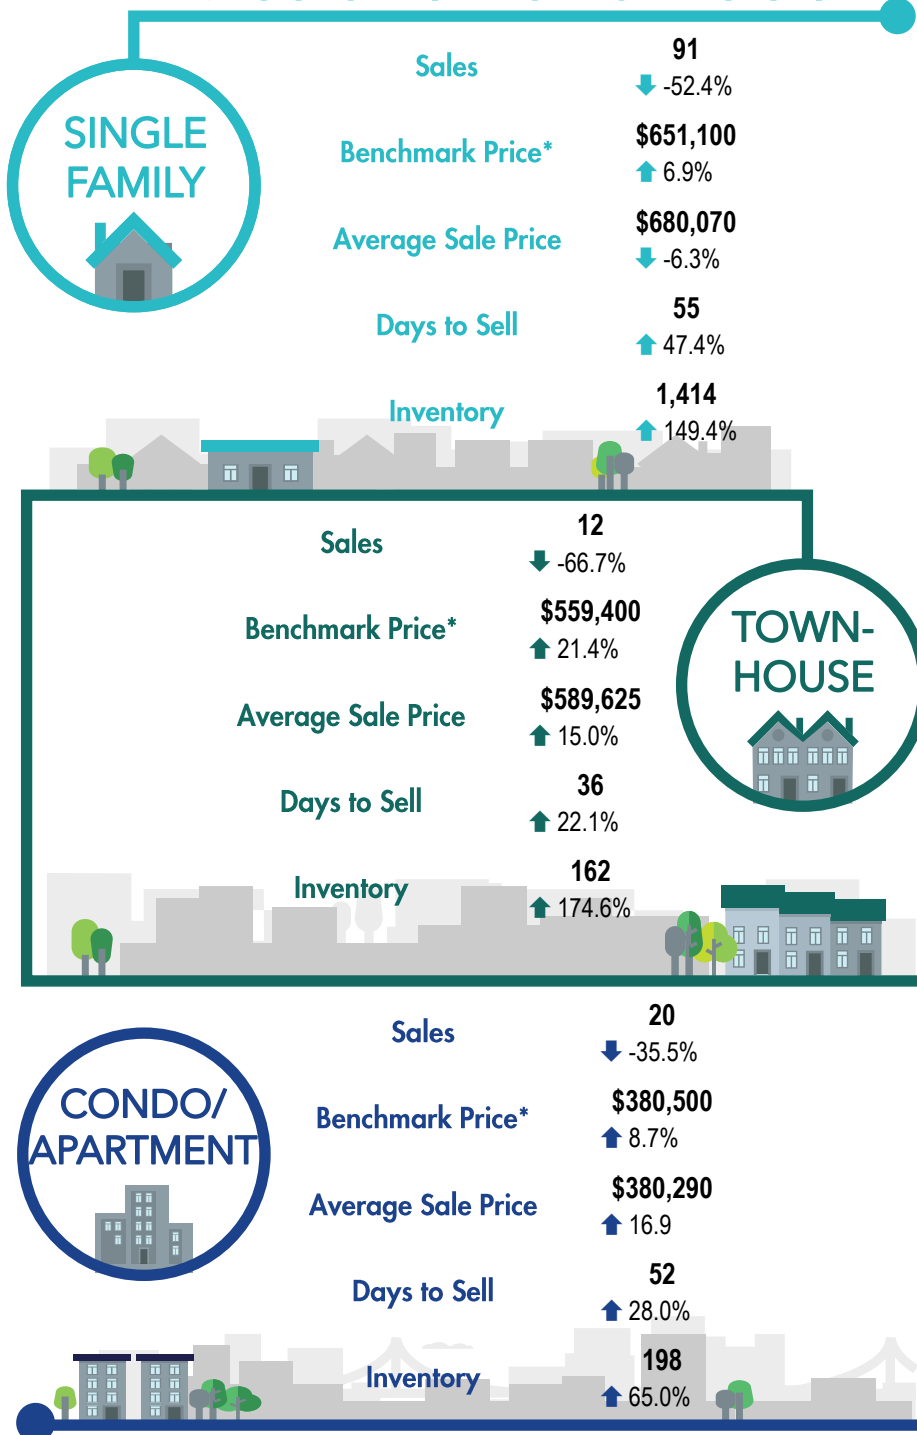 SINGLE
FAMILY
Sales
91
-52.4%
Benchmark Price*
$651,100
6.9%
Average Sale Price
$680,070
-6.3%
Days to Sell
55
47.4%
Inventory
1,414
149.4%
TOWN-
HOUSE
Sales
12
-66.7%
Benchmark Price*
$559,400
21.4%
Average Sale Price
$589,625
15.0%
Days to Sell
36
22.1%
Inventory
162
174.6%
CONDO/
APARTMENT
Sales
20
-35.5%
Benchmark Price*
$380,500
8.7%
Average Sale Price
$380,290
16.9
Days to Sell
52
28.0%
Inventory
198
65.0%